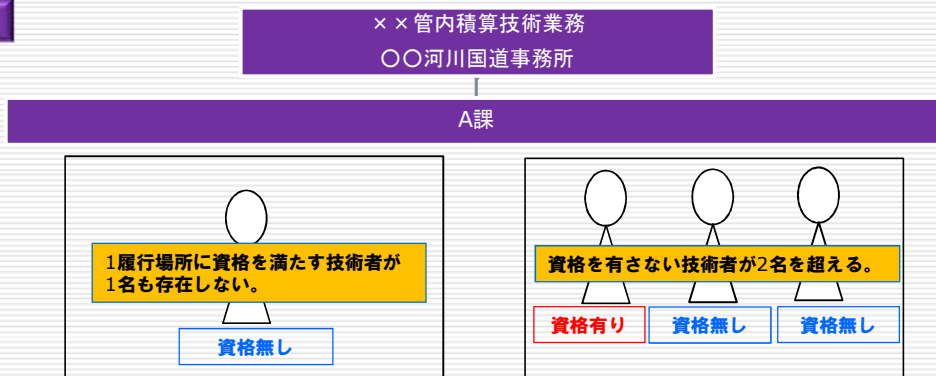 ××管内積算技術業務
〇〇河川国道事務所
A課
1履行場所に資格を満たす技術者が
1名も存在しない。
資格無し
資格を有さない技術者が2名を超える。
資格有り
資格無し
資格無し